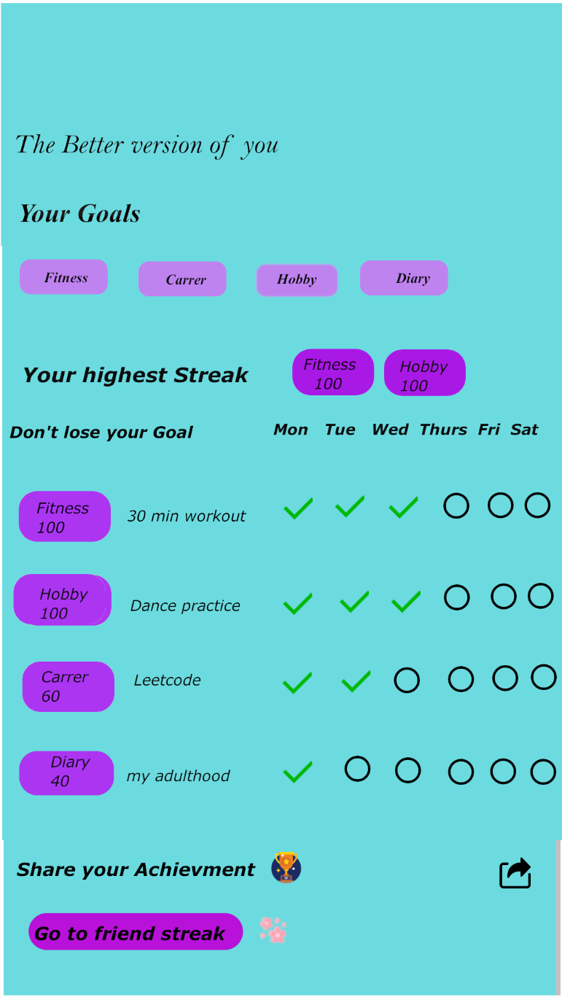 The Better version of you
Your Goals
Fitness
Carrer
Hobby
Diary
Your highest Streak
Fitness
100
Hobby
100
Don't lose your Goal
Mon Tue Wed Thurs Fri Sat
Fitness
100
30 min workout
Hobby
100
Dance practice
Carrer
60
Leetcode
Diary
40
my adulthood
Share your Achievment
Go to friend streak